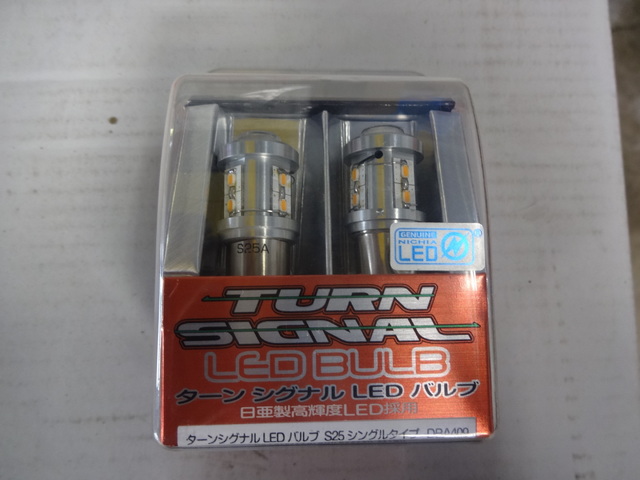 S25A
GENUINE
NICHIA
LED
TURN
SIGNAL
LED BULB
ターン シグナル LED バルブ
日亜製高輝度LED採用
ターンシグナル LED バルブ S25 シングルタイプ